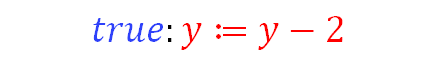 true: y ≔ y − 2